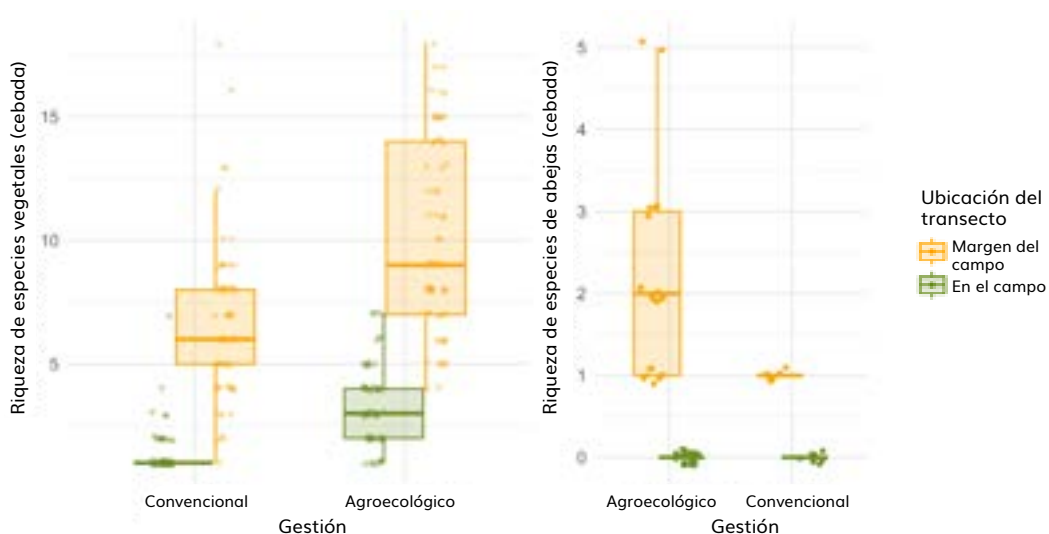 Riqueza de especies vegetales (cebada)
15
10
5
Convencional
Agroecológico
Gestión
Riqueza de especies de abejas (cebada)
5
4
3
2
1
0
Agroecológico
Convencional
Gestión
Ubicación del
transecto
Margen del
campo
En el campo